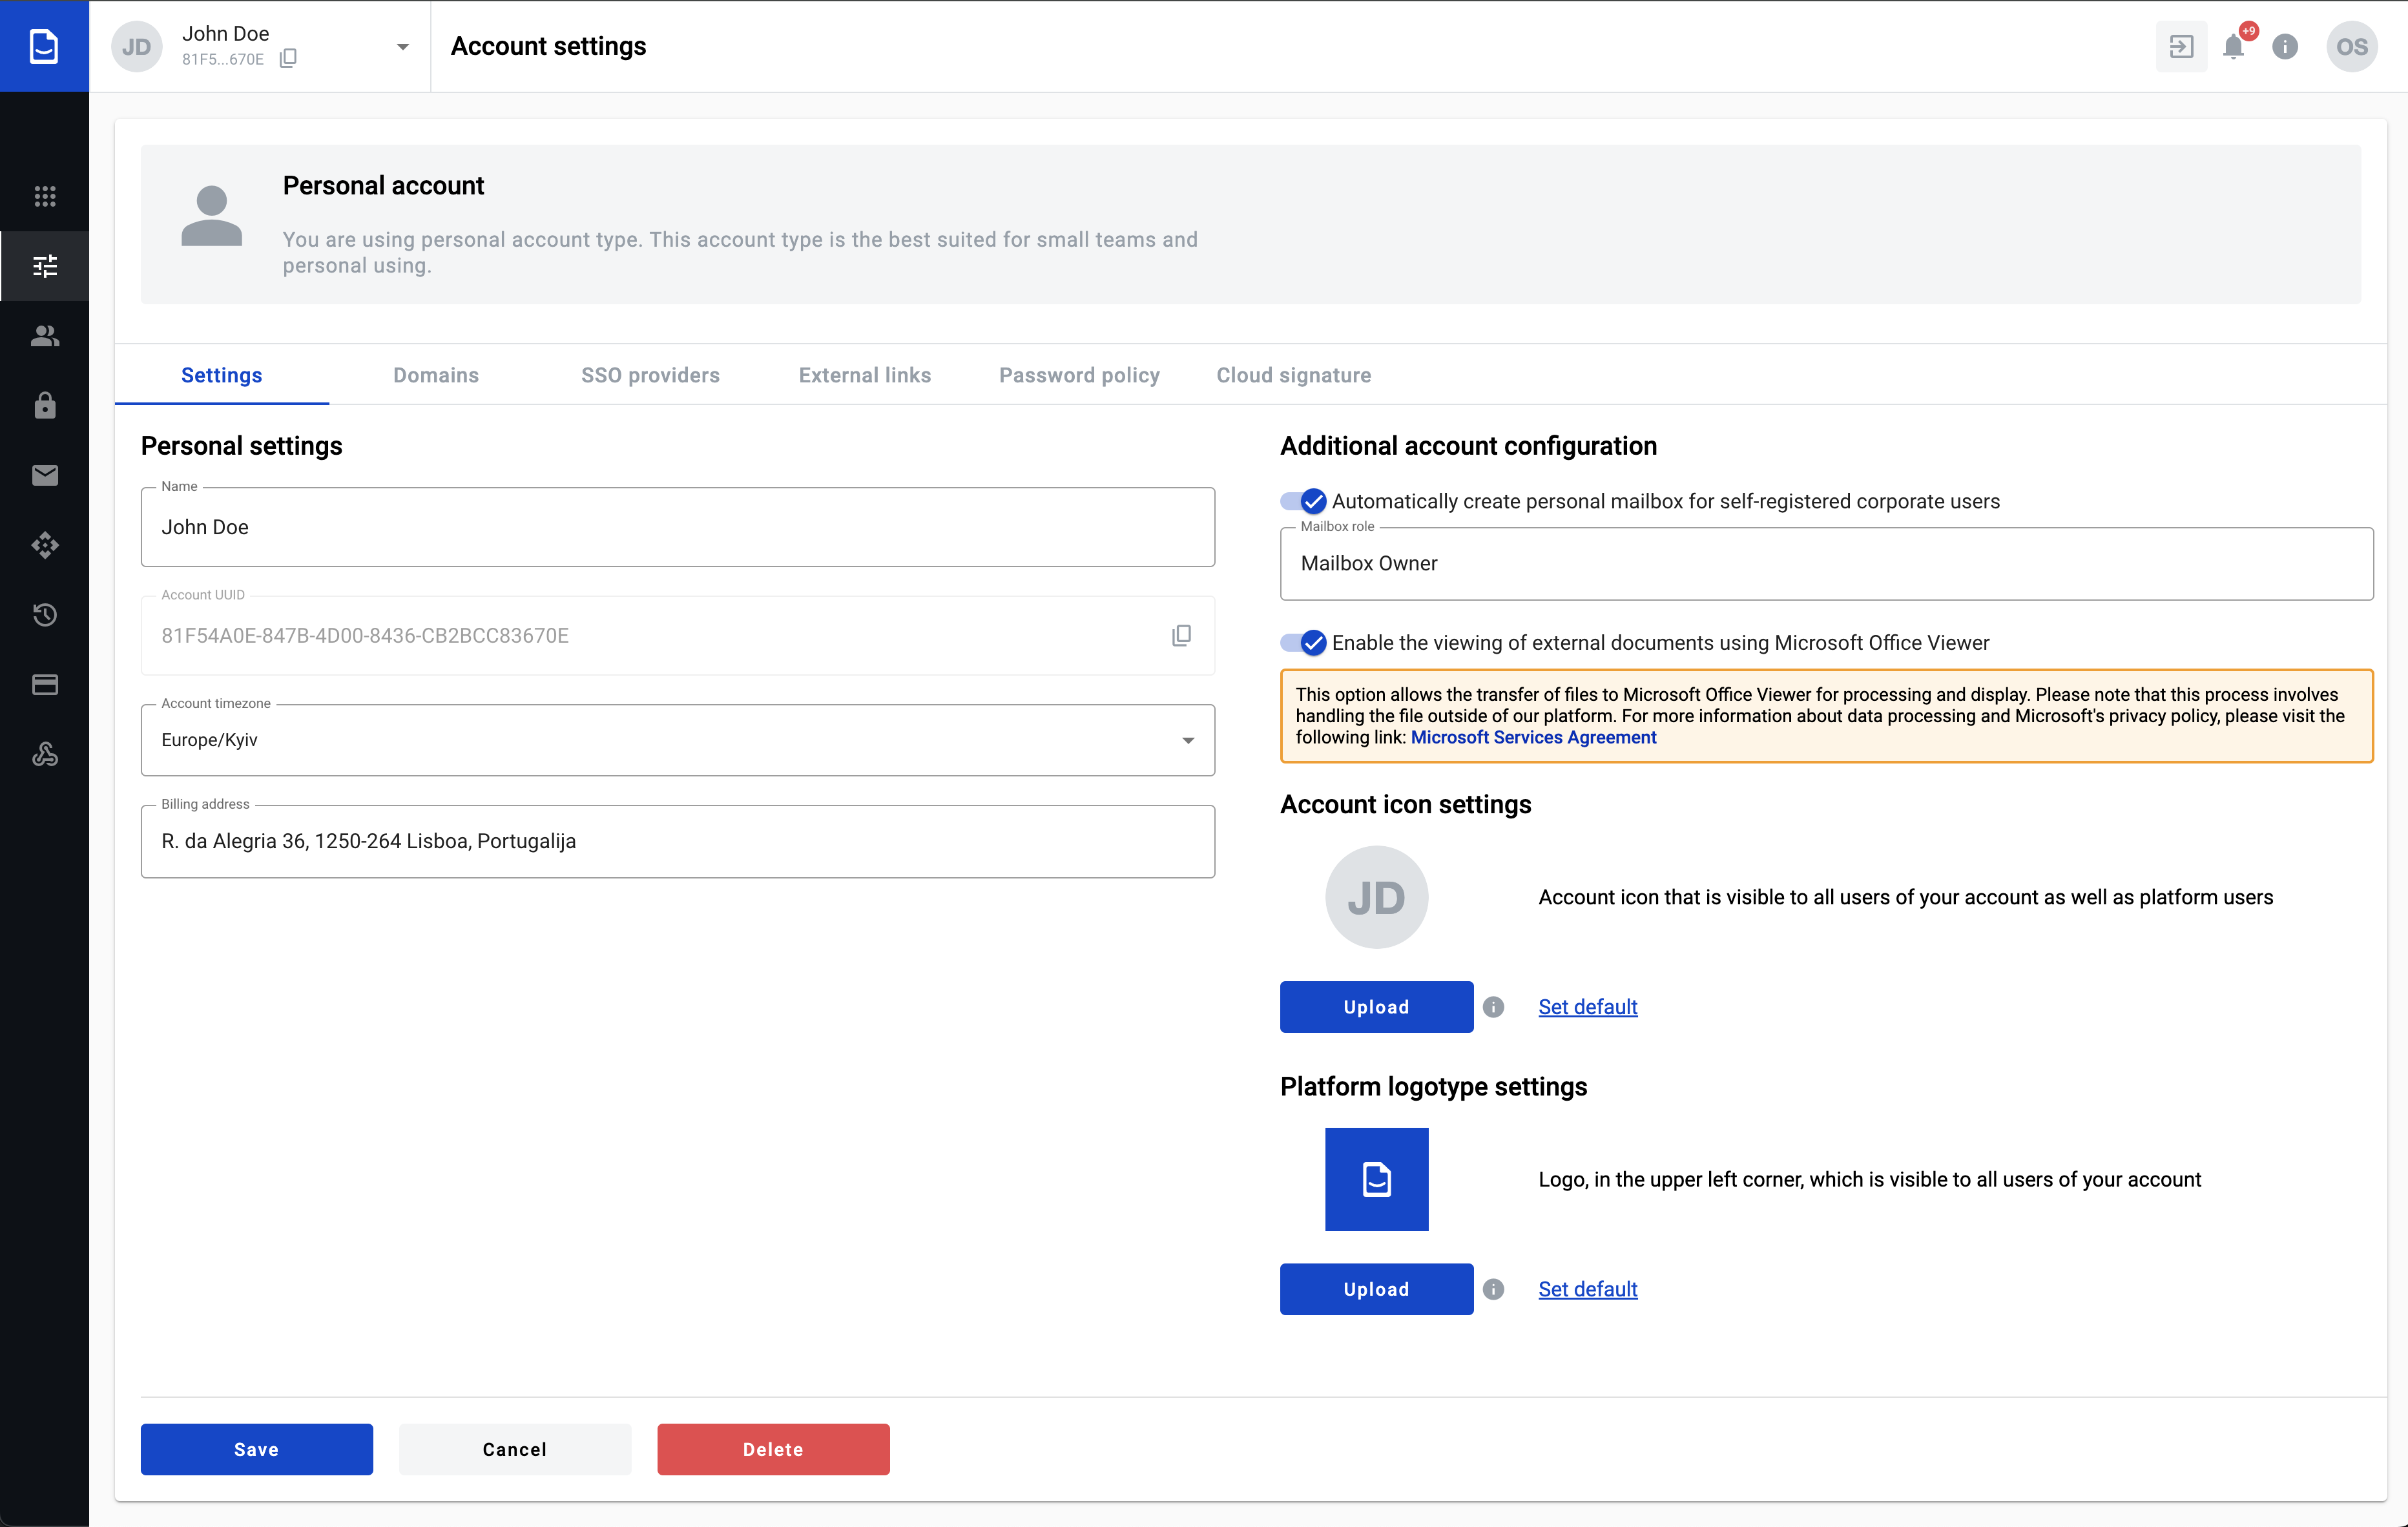 JD
John Doe
81F5...670E
Account settings
+9
OS
Personal account
You are using personal account type. This account type is the best suited for small teams and
personal using.
Settings
Domains
SSO providers
External links
Password policy
Cloud signature
Personal settings
Name
John Doe
Account UUID
81F54A0E-847B-4D00-8436-CB2BCC83670E
Account timezone
Europe/Kyiv
Billing address
R. da Alegria 36, 1250-264 Lisboa, Portugalija
Additional account configuration
Automatically create personal mailbox for self-registered corporate users
Mailbox role
Mailbox Owner
Enable the viewing of external documents using Microsoft Office Viewer
This option allows the transfer of files to Microsoft Office Viewer for processing and display. Please note that this process involves
handling the file outside of our platform. For more information about data processing and Microsoft's privacy policy, please visit the
following link: Microsoft Services Agreement
Account icon settings
JD
Account icon that is visible to all users of your account as well as platform users
Upload
Set default
Platform logotype settings
Logo, in the upper left corner, which is visible to all users of your account
Upload
Set default
Save
Cancel
Delete